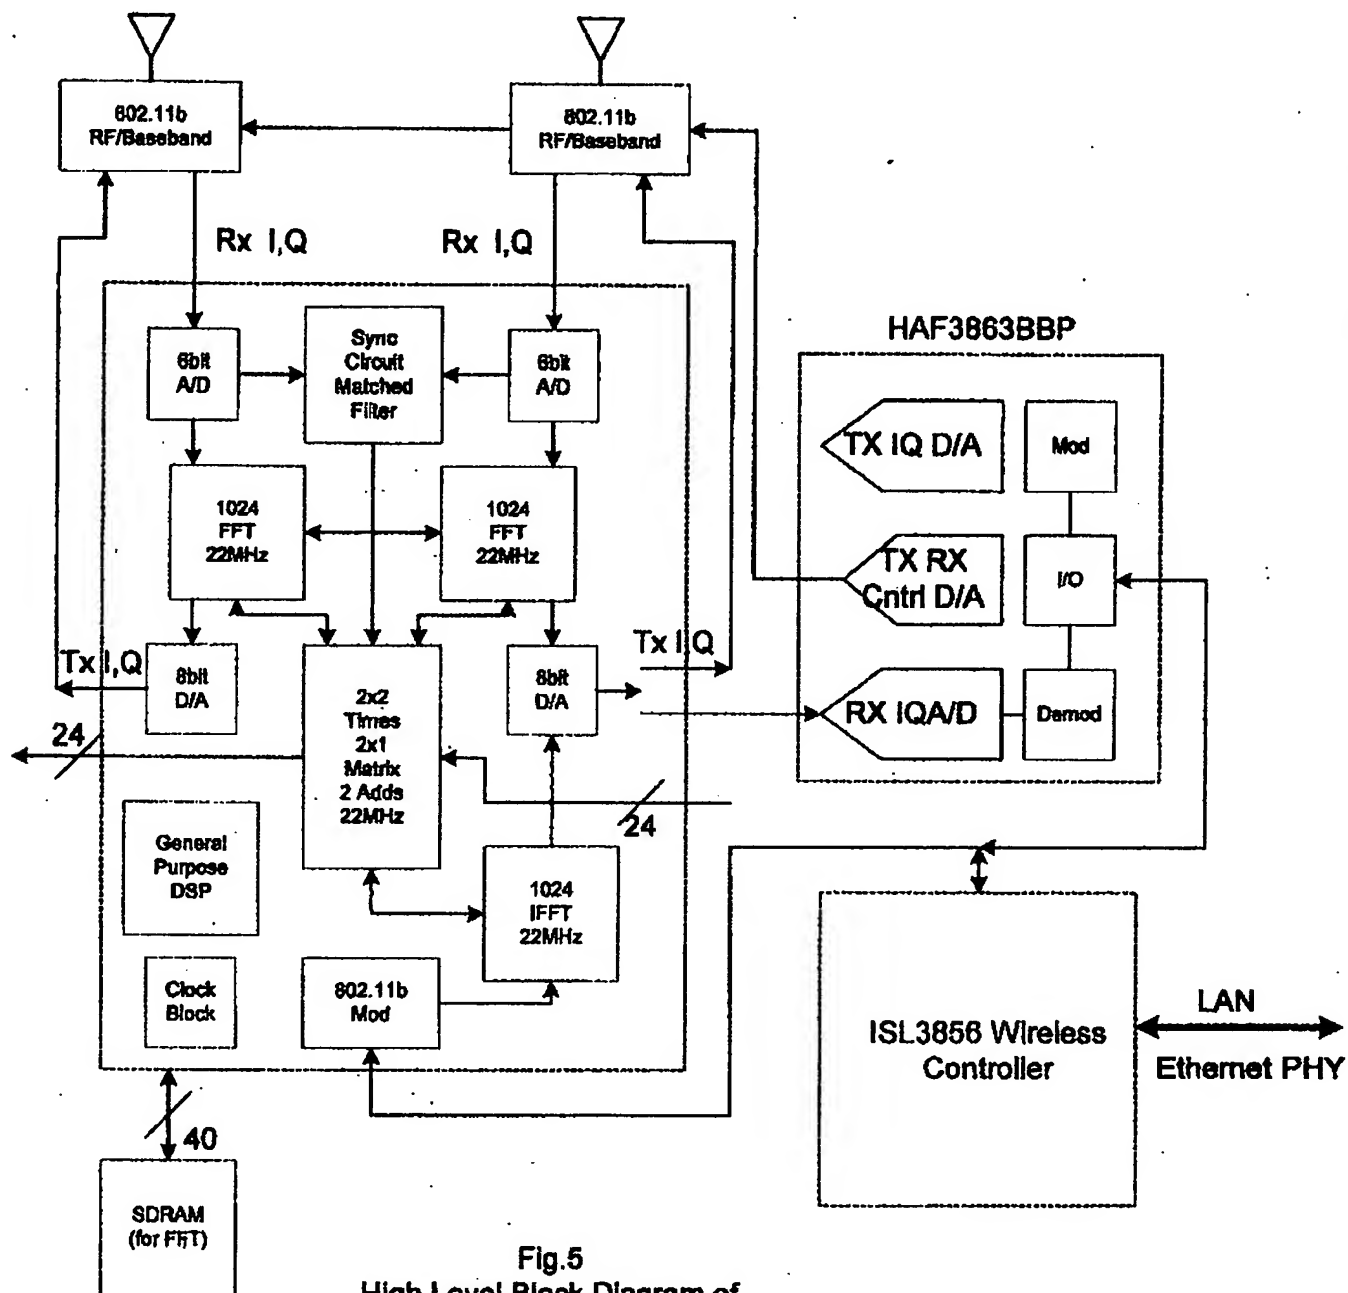 802.11b
RF/Baseband
802.11b
RF/Baseband
Rx I,Q
Rx I,Q
HAF3863BBP
6bit
A/D
Sync
Circuit
Matched
Filter
6bit
A/D
TX IQ D/A
Mod
1024
FFT
22MHz
1024
FFT
22MHz
TX RX
Cntrl D/A
I/O
Tx I,Q
8bit
D/A
2x2
Times
2x1
Matrix
2 Adds
22MHz
8bit
D/A
Tx I,Q
RX IQA/D
Demod
24
24
General
Purpose
DSP
1024
IFFT
22MHz
Clock
Block
802.11b
Mod
ISL3856 Wireless
Controller
LAN
Ethernet PHY
40
SDRAM
(for FFT)
Fig.5
High Level Block Diagram of